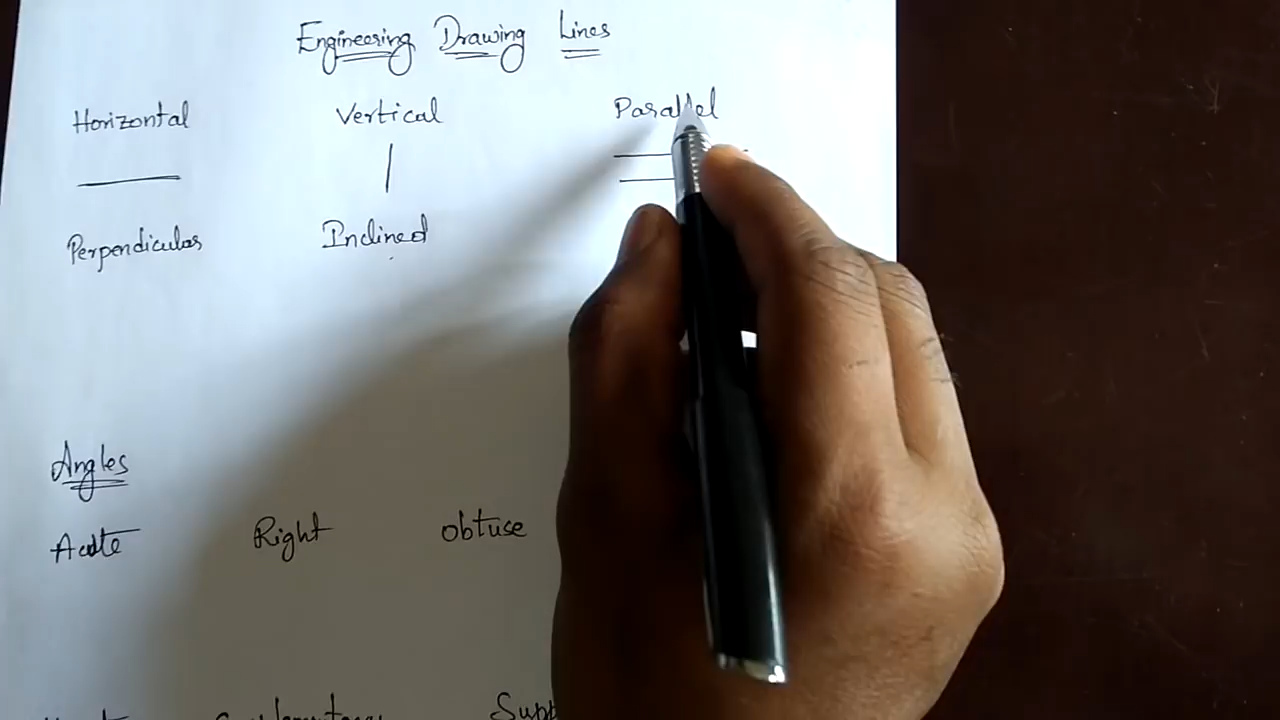 Engineering Drawing Lines
Horizontal Vertical Parallel
Perpendicular Inclined
Angles
Acute Right Obtuse